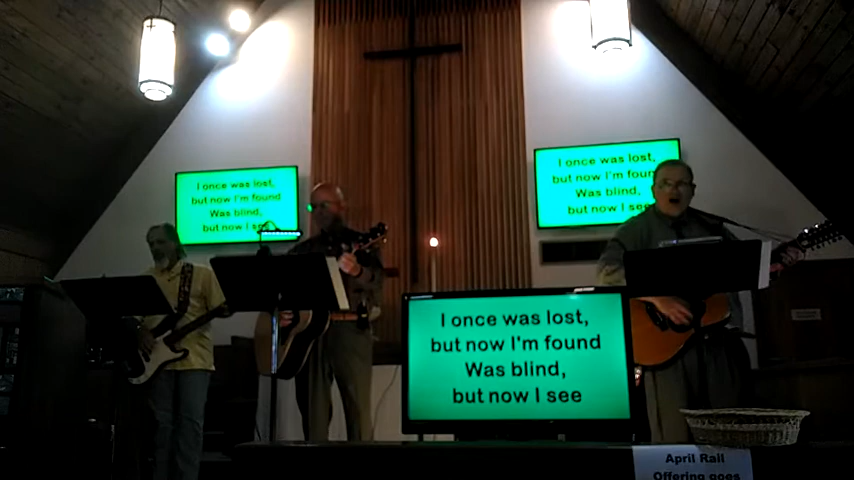 I once was lost,
but now I'm found
Was blind,
but now I see
I once was lost,
but now I'm foun
Was blind,
but now I see
I once was lost,
but now I'm found
Was blind,
but now I see
April Rail
Offering goes